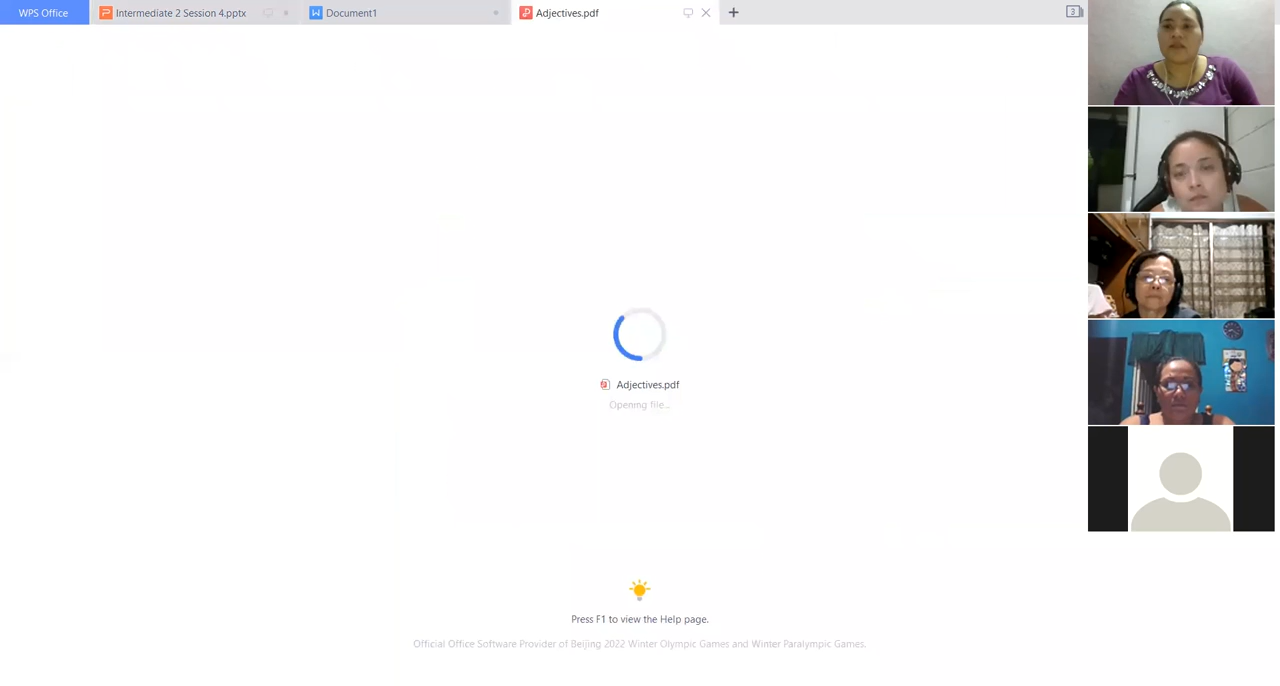 WPS Office
Intermediate 2 Session 4.pptx
Document1
Adjectives.pdf
3
Adjectives.pdf
Opening file...
Press F1 to view the Help page.
Official Office Software Provider of Beijing 2022 Winter Olympic Games and Winter Paralympic Games.